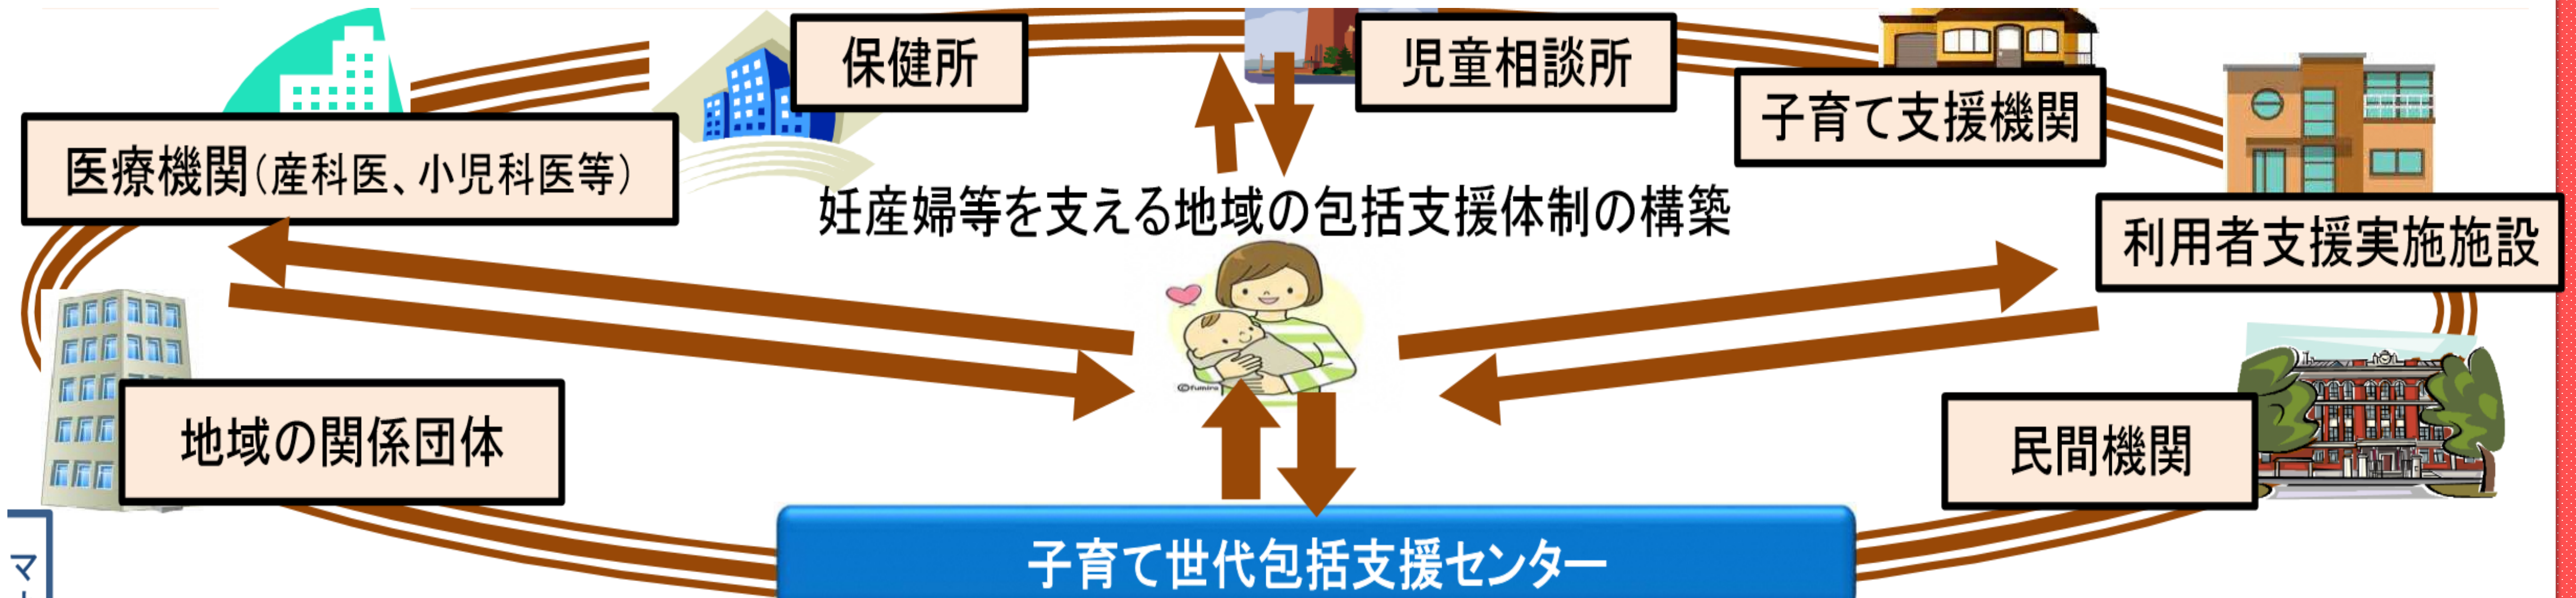 保健所
児童相談所
子育て支援機関
医療機関(産科医、小児科医等)
妊産婦等を支える地域の包括支援体制の構築
利用者支援実施施設
©fumira
地域の関係団体
民間機関
子育て世代包括支援センター
マ